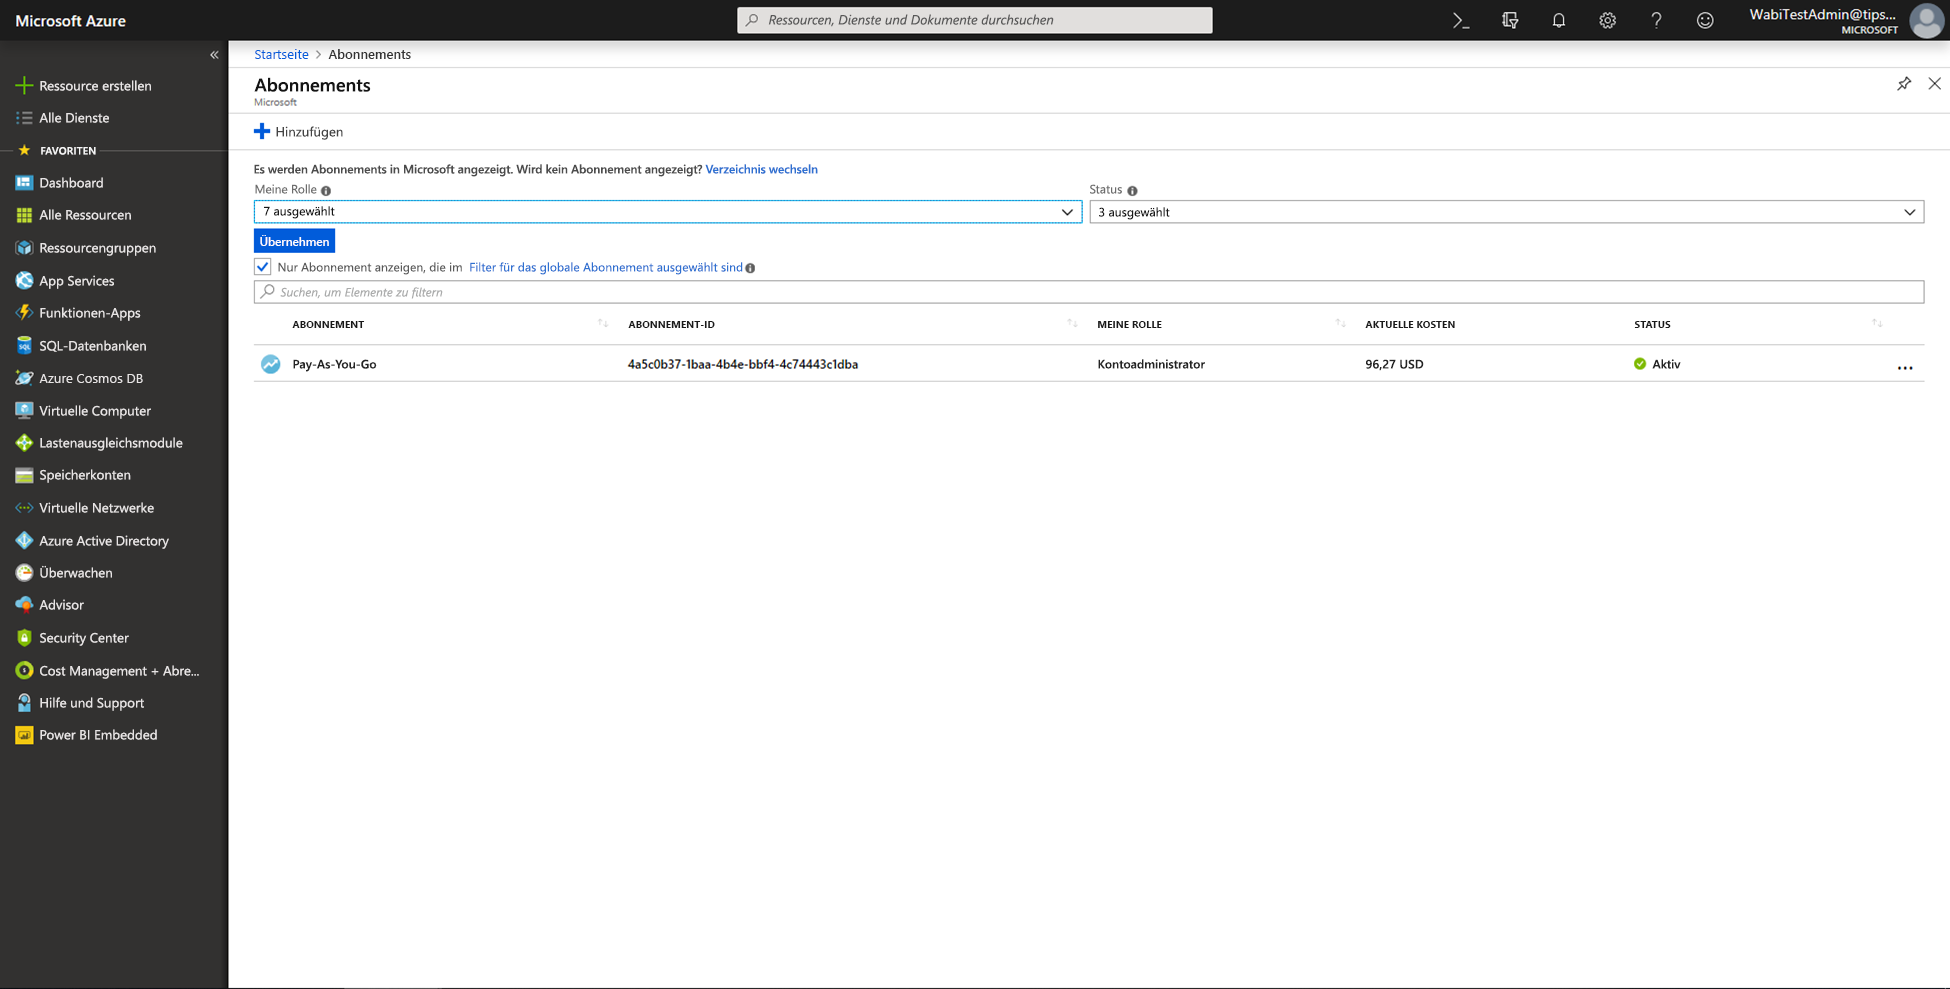 Microsoft Azure
Ressourcen, Dienste und Dokumente durchsuchen
WabiTestAdmin@tips...
MICROSOFT
Startseite > Abonnements
Abonnements
Microsoft
Hinzufügen
Es werden Abonnements in Microsoft angezeigt. Wird kein Abonnement angezeigt? Verzeichnis wechseln
Meine Rolle
7 ausgewählt
Status
3 ausgewählt
Übernehmen
Nur Abonnement anzeigen, die im Filter für das globale Abonnement ausgewählt sind
Suchen, um Elemente zu filtern
ABONNEMENT ABONNEMENT-ID MEINE ROLLE AKTUELLE KOSTEN STATUS
Pay-As-You-Go 4a5c0b37-1baa-4b4e-bbf4-4c74443c1dba Kontoadministrator 96,27 USD Aktiv ...
Ressource erstellen
Alle Dienste
FAVORITEN
Dashboard
Alle Ressourcen
Ressourcengruppen
App Services
Funktionen-Apps
SQL-Datenbanken
Azure Cosmos DB
Virtuelle Computer
Lastenausgleichsmodule
Speicherkonten
Virtuelle Netzwerke
Azure Active Directory
Überwachen
Advisor
Security Center
Cost Management + Abre...
Hilfe und Support
Power BI Embedded